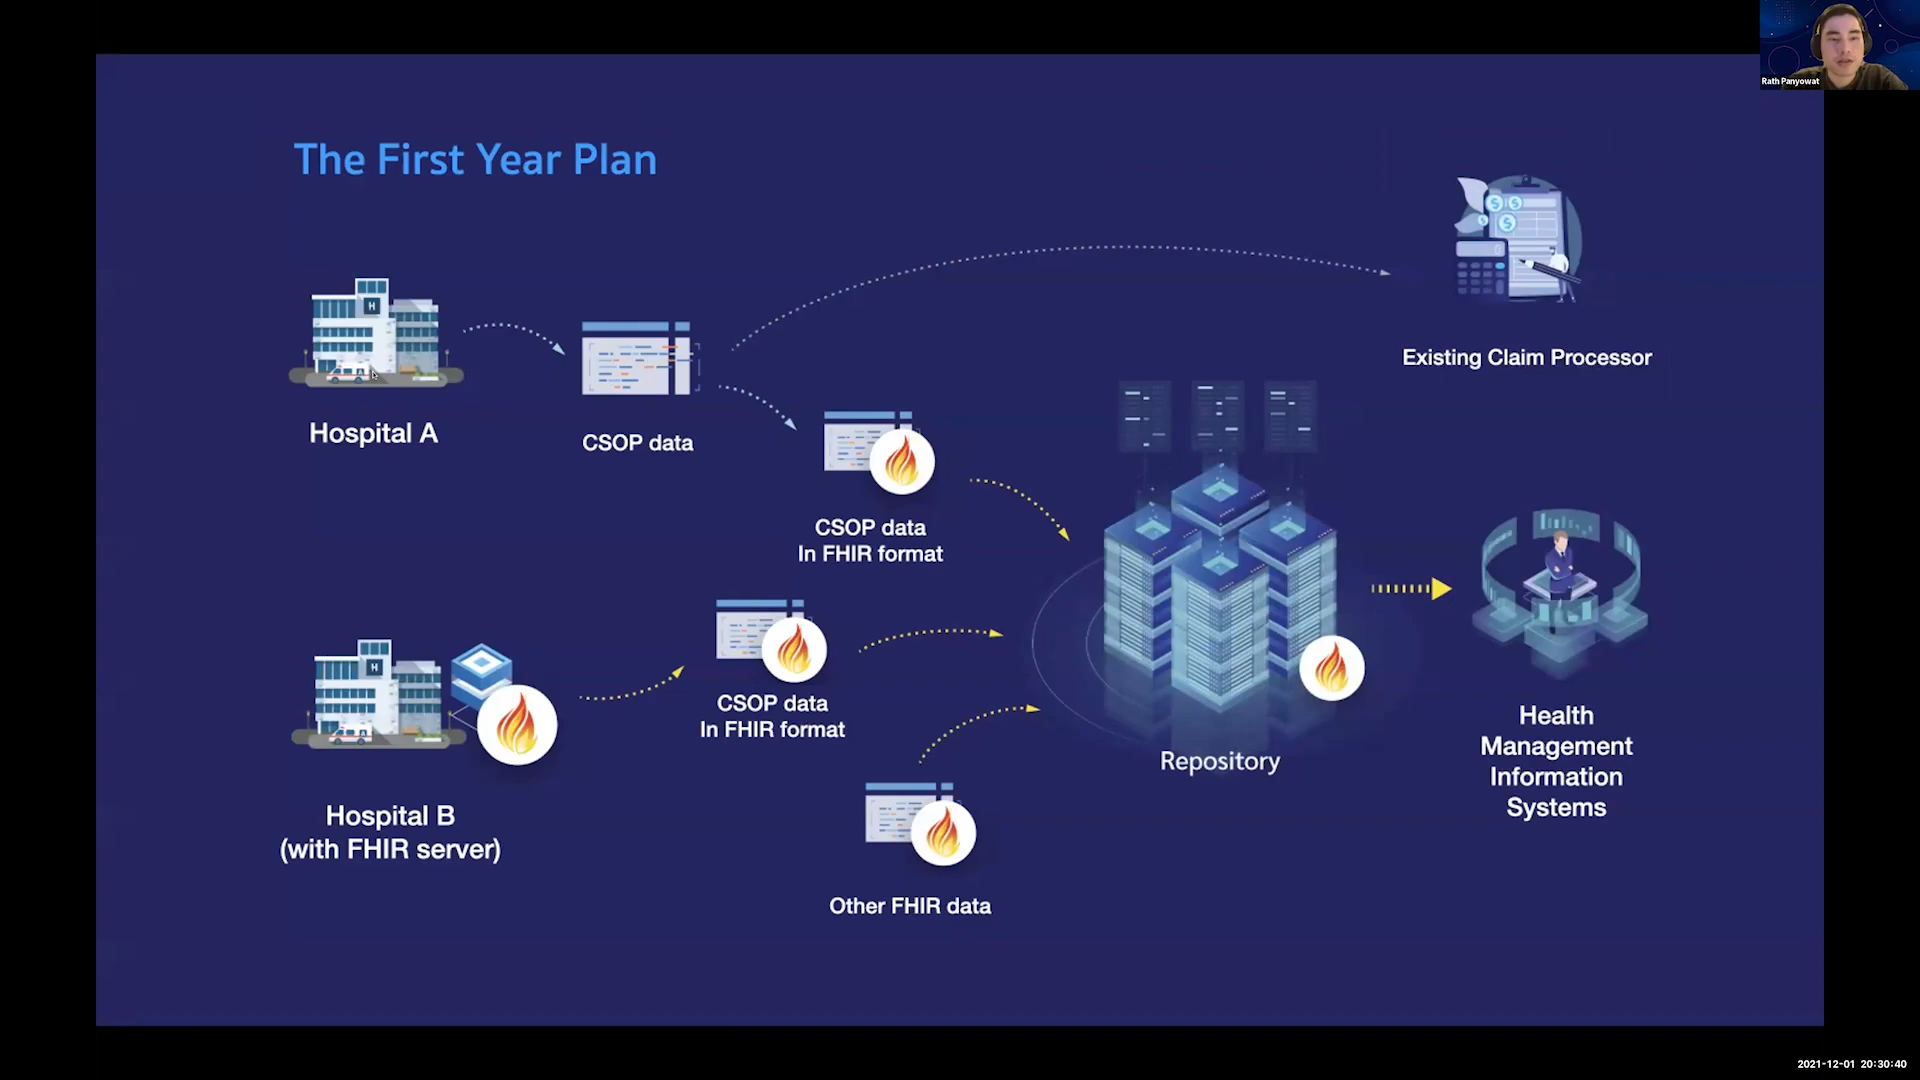 Rath Panyowat
The First Year Plan
H
Existing Claim Processor
Hospital A
CSOP data
CSOP data
In FHIR format
H
CSOP data
In FHIR format
Repository
Health
Management
Information
Systems
Hospital B
(with FHIR server)
Other FHIR data
2021-12-01 20:30:40